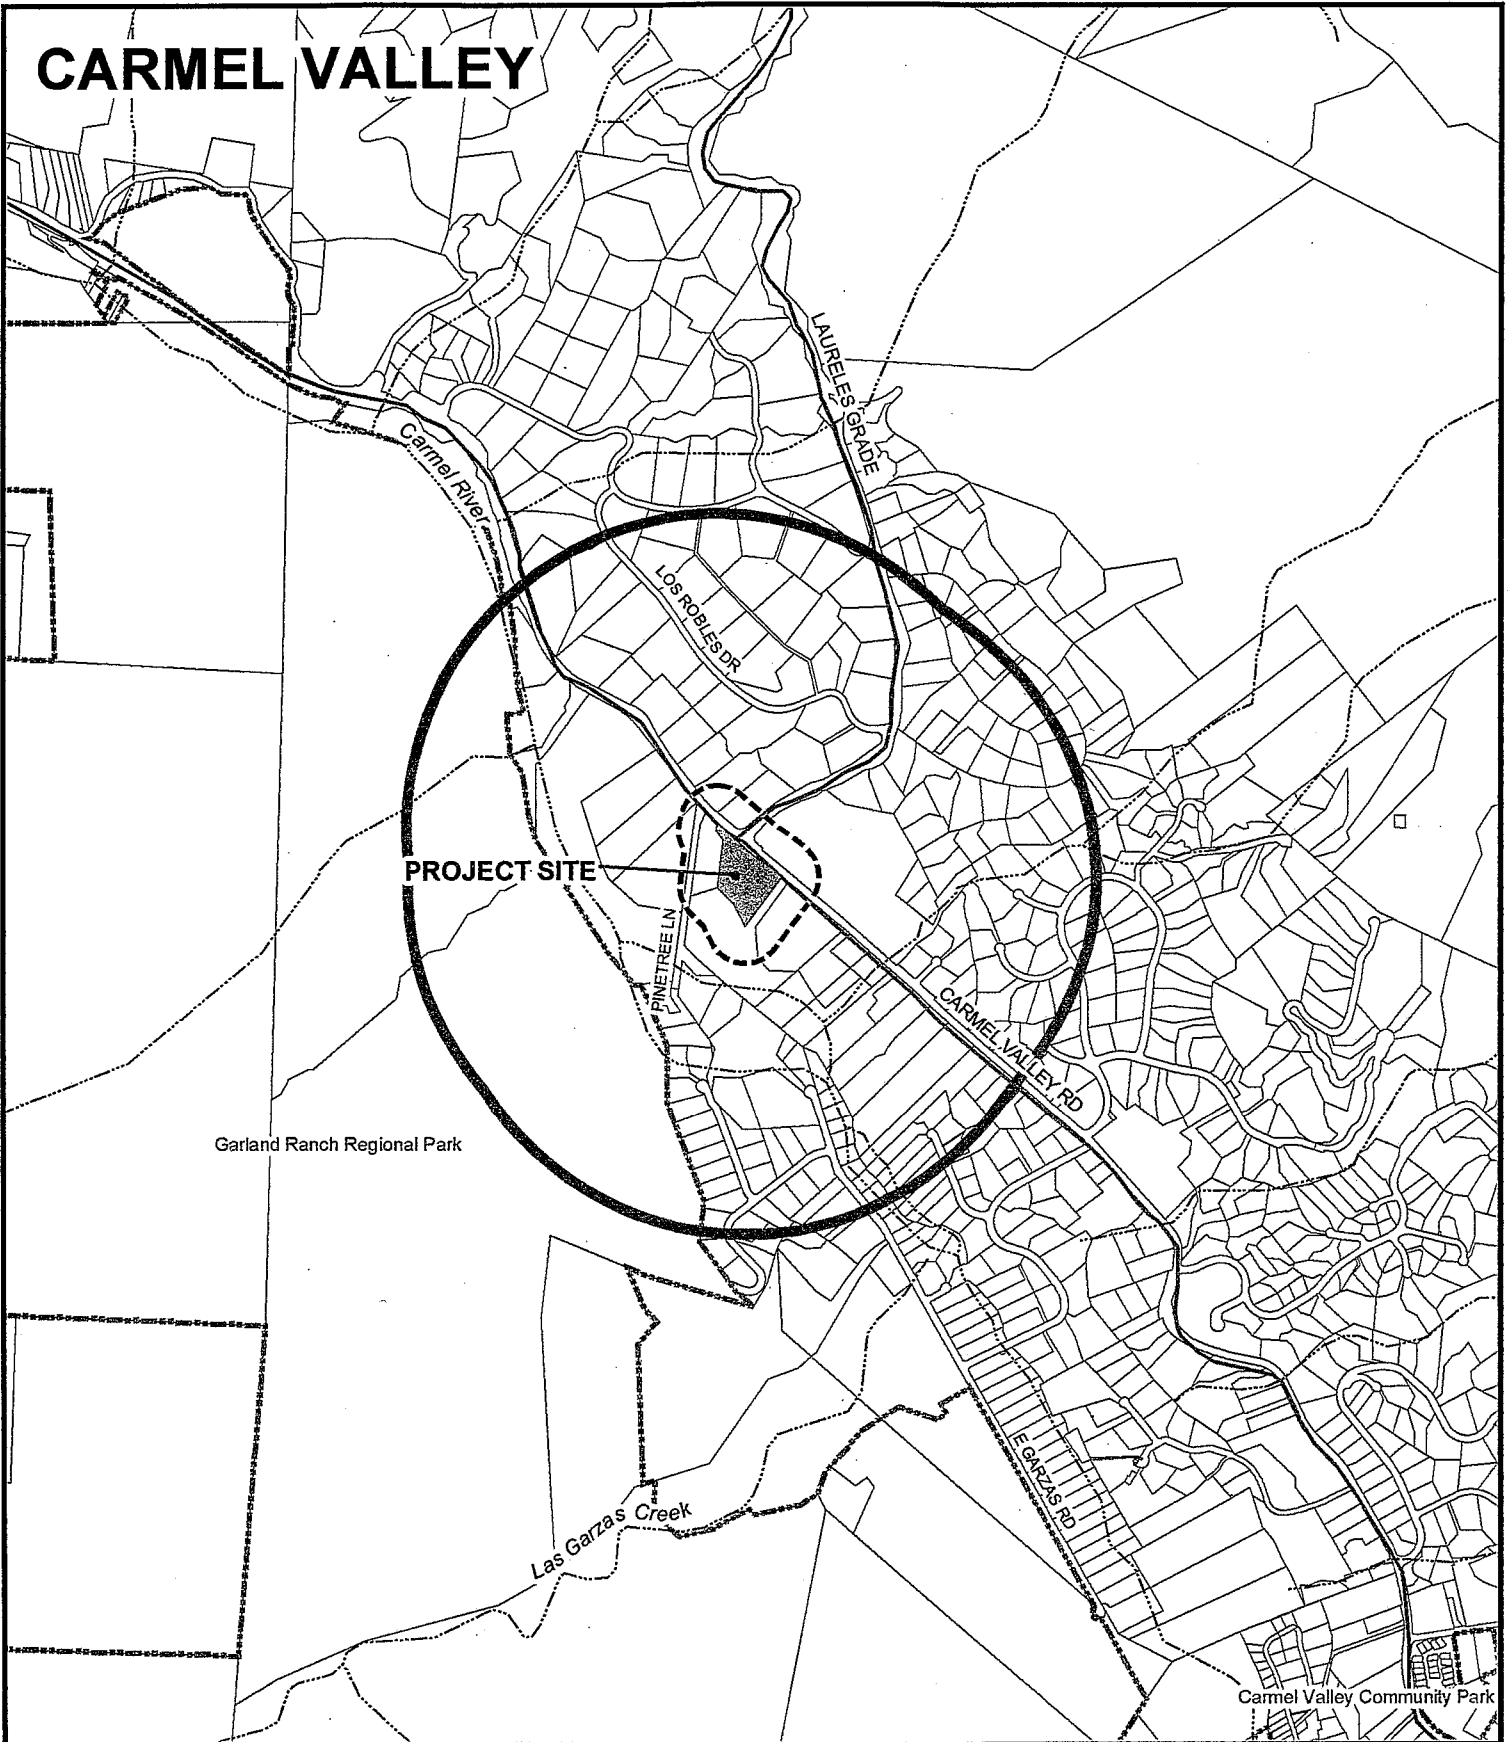 CARMEL VALLEY
LAURELES GRADE
Carmel River
LOS ROBLES DR
PROJECT SITE
PINETREE LN
CARMEL VALLEY RD
Garland Ranch Regional Park
E GARZAS RD
Las Garzas Creek
Carmel Valley Community Park